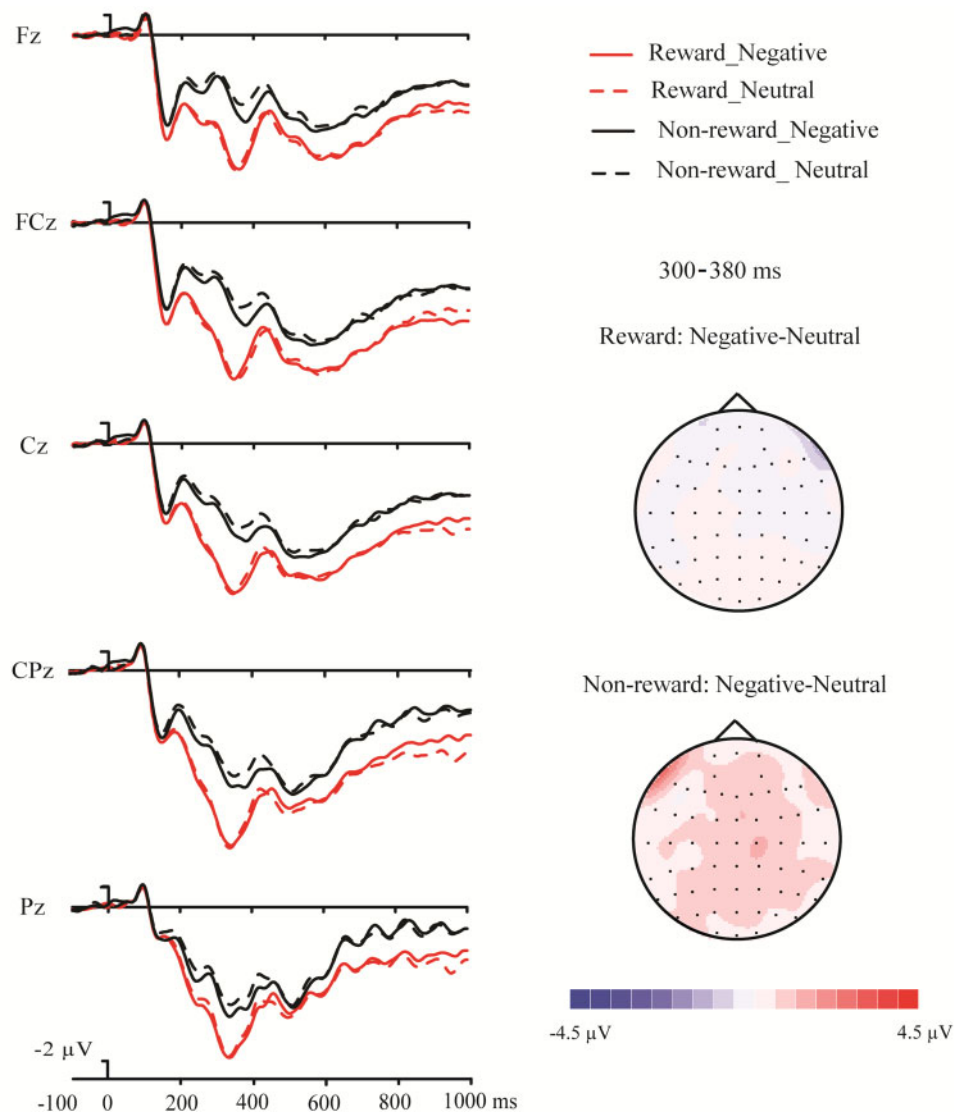 Fz
FCz
Cz
CPz
Pz
-2 μV
-100 0 200 400 600 800 1000 ms
Reward_Negative
Reward_Neutral
Non-reward_Negative
Non-reward_ Neutral
300-380 ms
Reward: Negative-Neutral
Non-reward: Negative-Neutral
-4.5 μV 4.5 μV